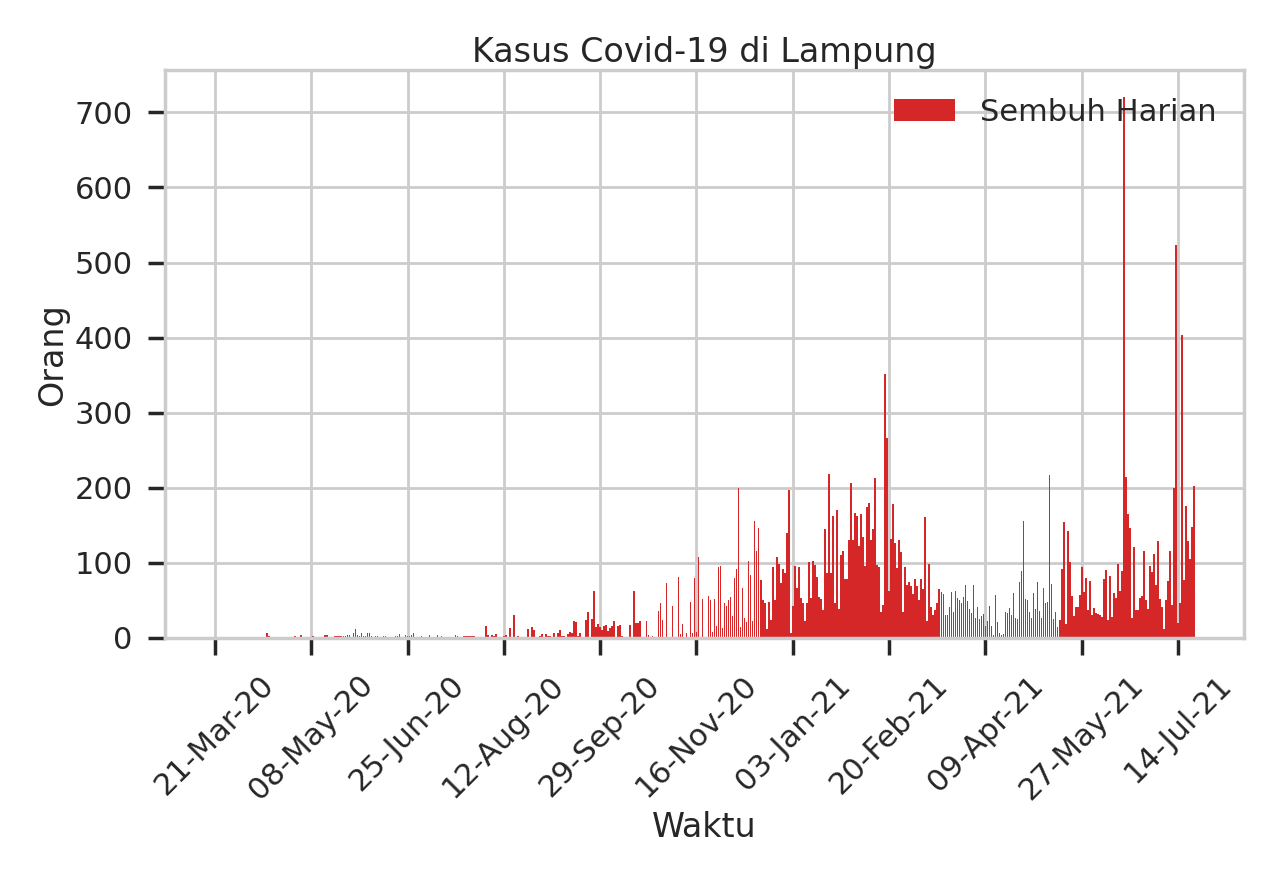 Kasus Covid-19 di Lampung
Sembuh Harian
Orang
700
600
500
400
300
200
100
0
21-Mar-20
08-May-20
25-Jun-20
12-Aug-20
29-Sep-20
16-Nov-20
03-Jan-21
20-Feb-21
09-Apr-21
27-May-21
14-Jul-21
Waktu